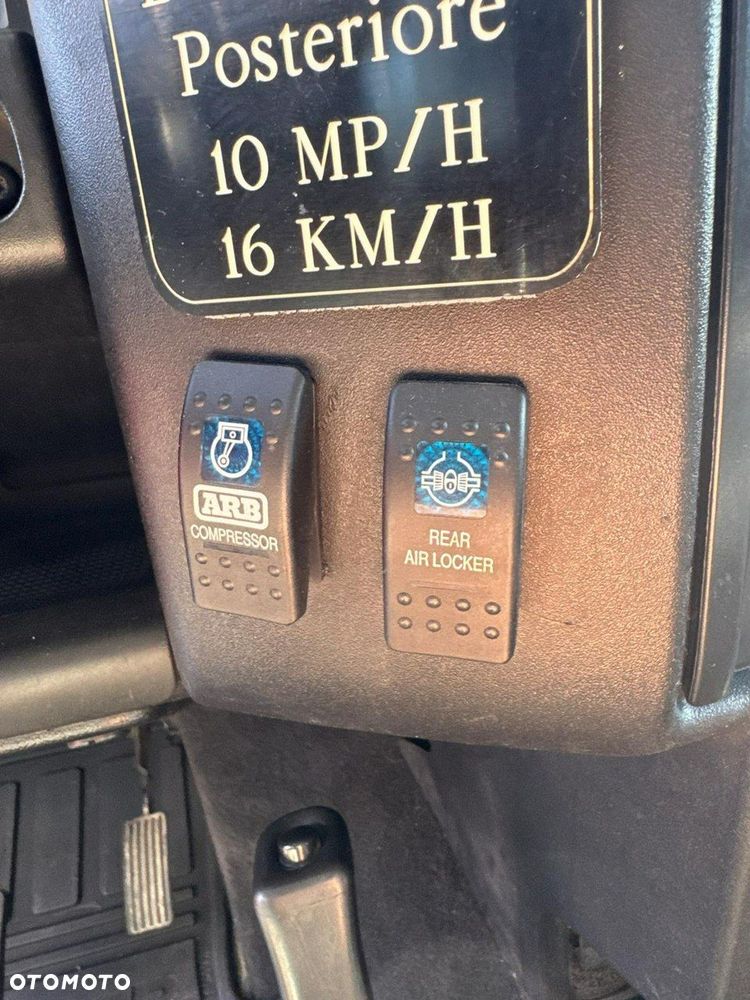 Posteriore
10 MP/H
16 KM/H
ARB
COMPRESSOR
REAR
AIR LOCKER
OTOMOTO